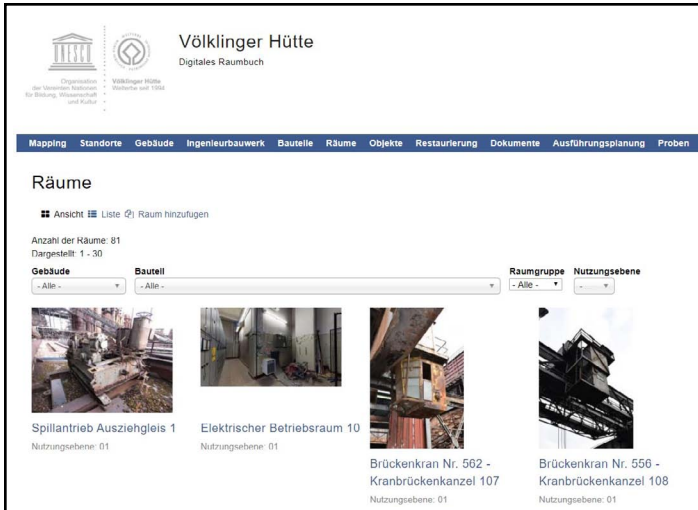 Völklinger Hütte
Digitales Raumbuch
UNESCO
Organisation
der Vereinten Nationen
für Bildung, Wissenschaft
und Kultur
Völklinger Hütte
Welterbe seit 1994
Mapping Standorte Gebäude Ingenieurbauwerk Bauteile Räume Objekte Restaurierung Dokumente Ausführungsplanung Proben
Räume
Ansicht Liste Raum hinzufugen
Anzahl der Räume: 81
Dargestellt: 1 - 30
Gebäude Bauteil Raumgruppe Nutzungsebene
- Alle - - Alle - - Alle - -
Spillantrieb Ausziehgleis 1
Nutzungsebene: 01
Elektrischer Betriebsraum 10
Nutzungsebene: 01
Brückenkran Nr. 562 -
Kranbrückenkanzel 107
Nutzungsebene: 01
Brückenkran Nr. 556 -
Kranbrückenkanzel 108
Nutzungsebene: 01